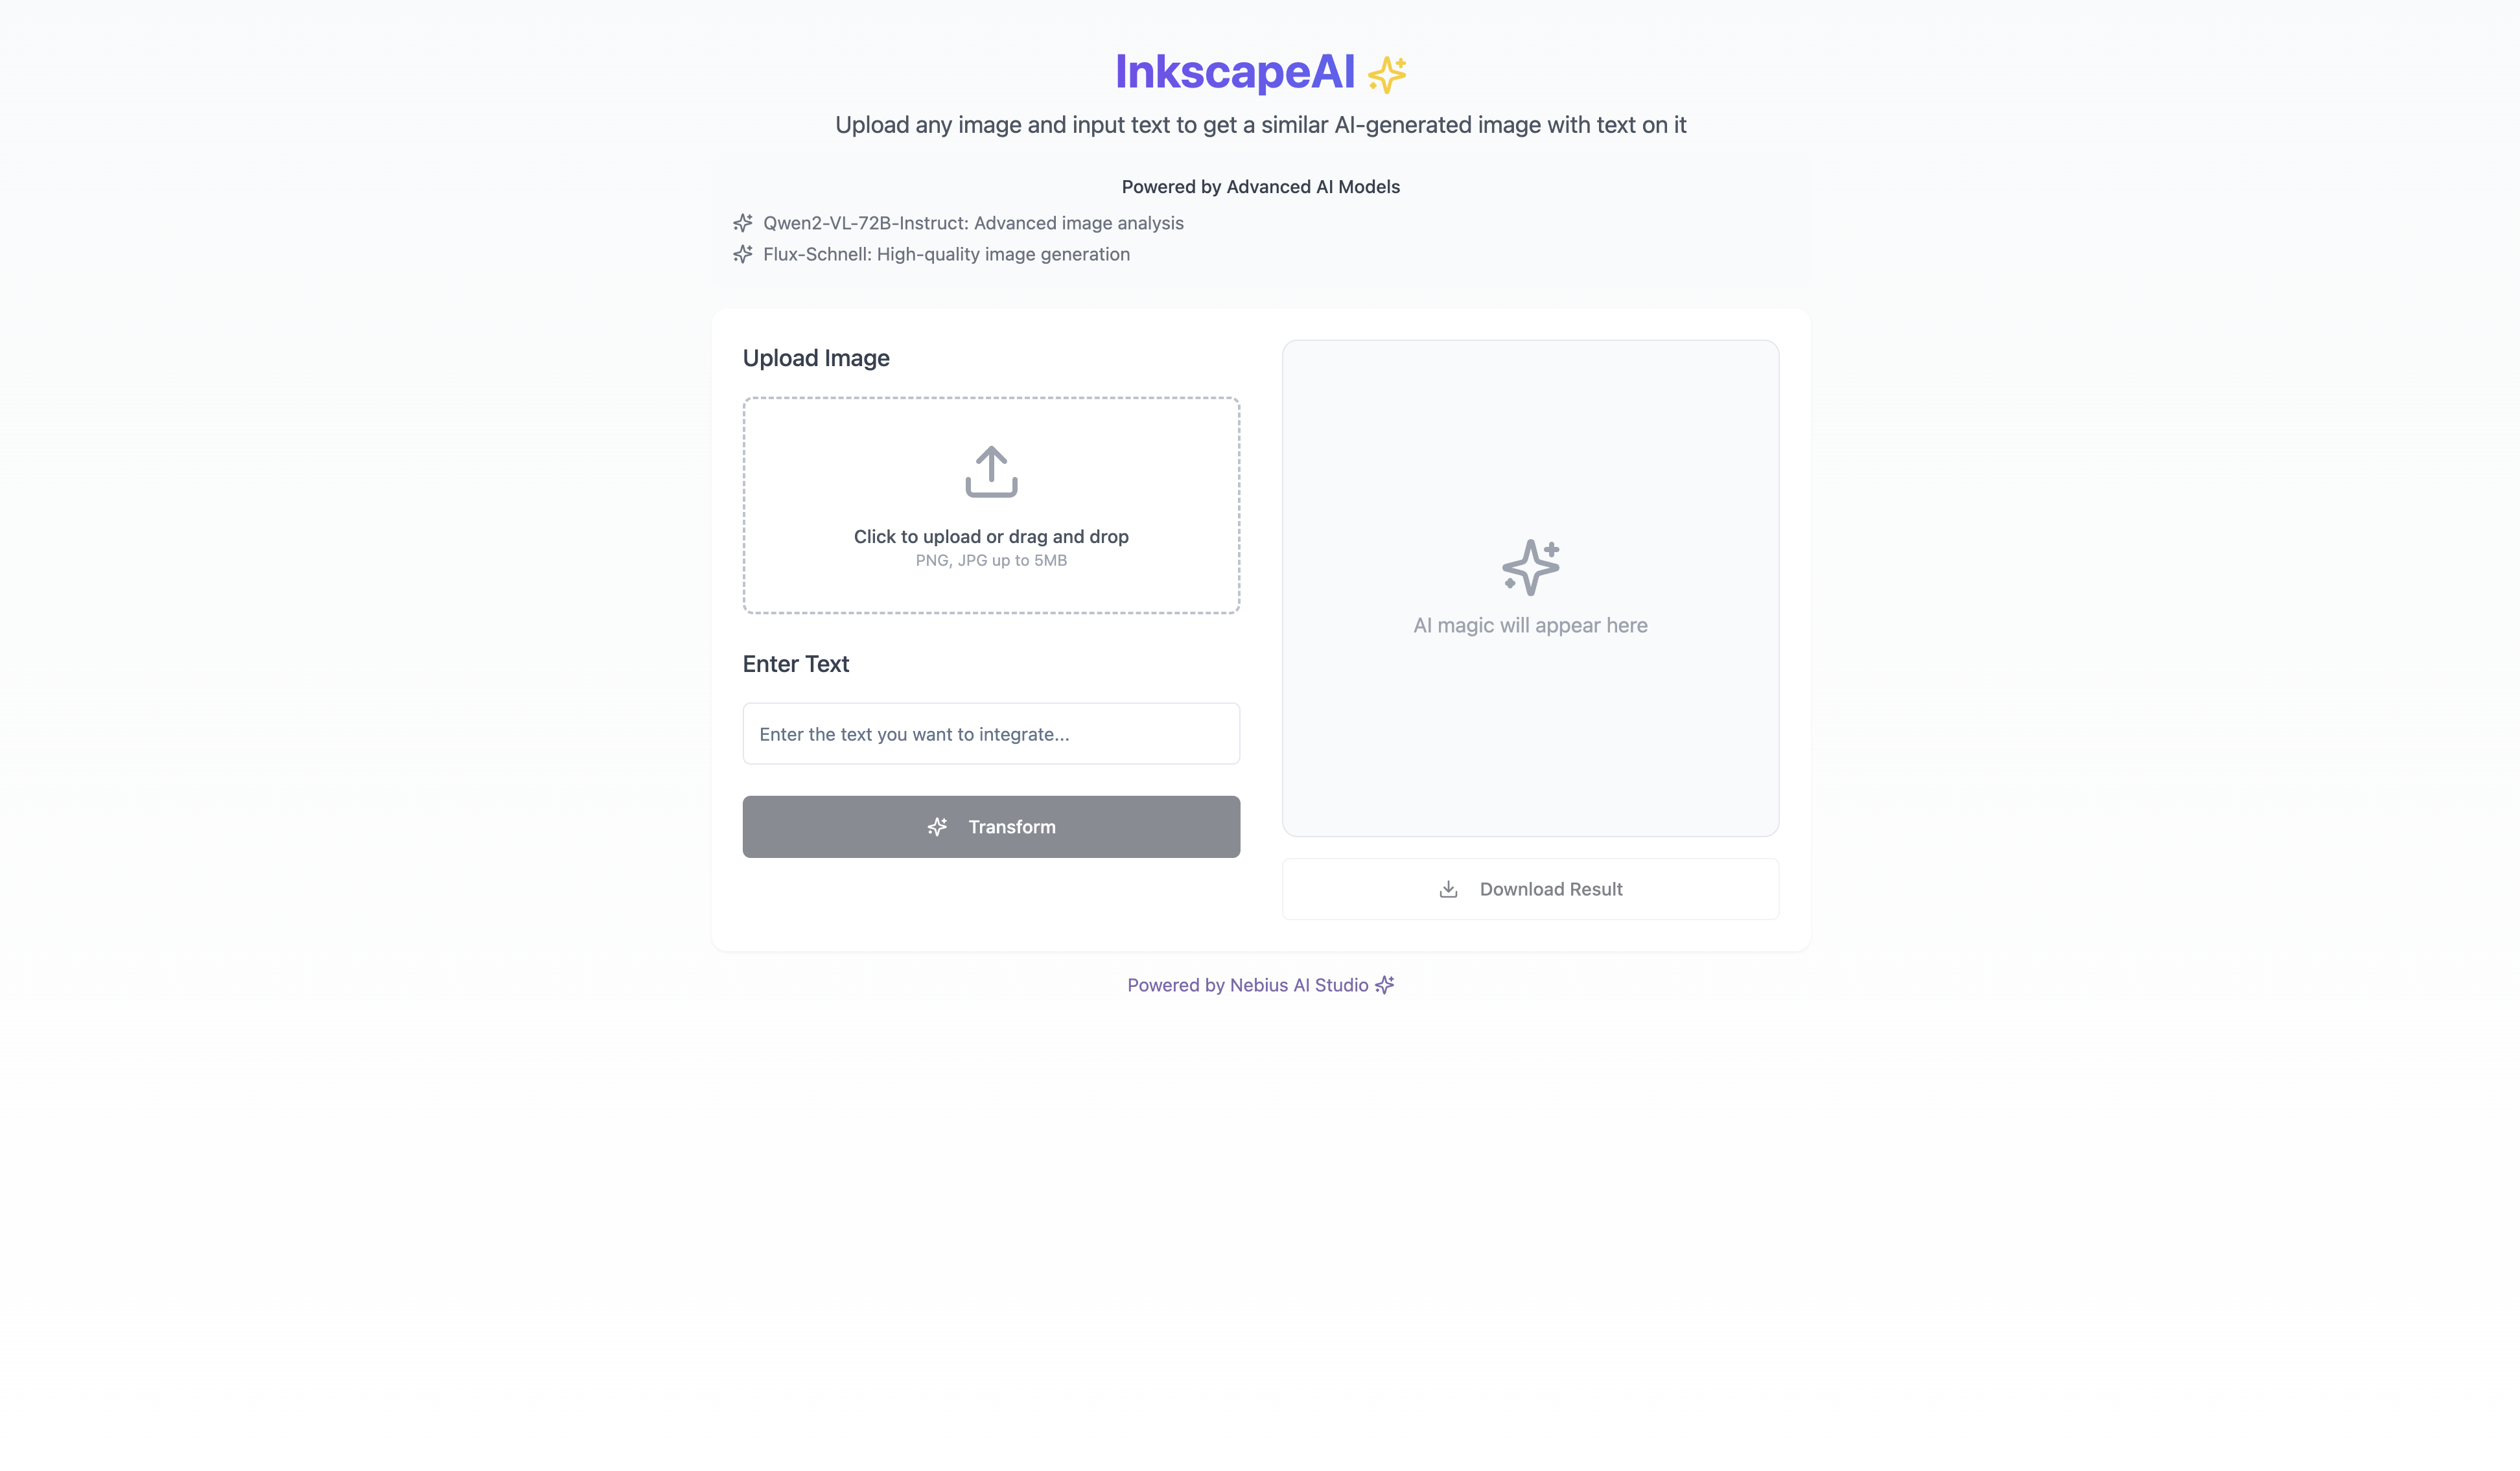 InkscapeAI
Upload any image and input text to get a similar AI-generated image with text on it
Powered by Advanced AI Models
Qwen2-VL-72B-Instruct: Advanced image analysis
Flux-Schnell: High-quality image generation
Upload Image
Click to upload or drag and drop
PNG, JPG up to 5MB
Enter Text
Enter the text you want to integrate...
Transform
AI magic will appear here
Download Result
Powered by Nebius AI Studio